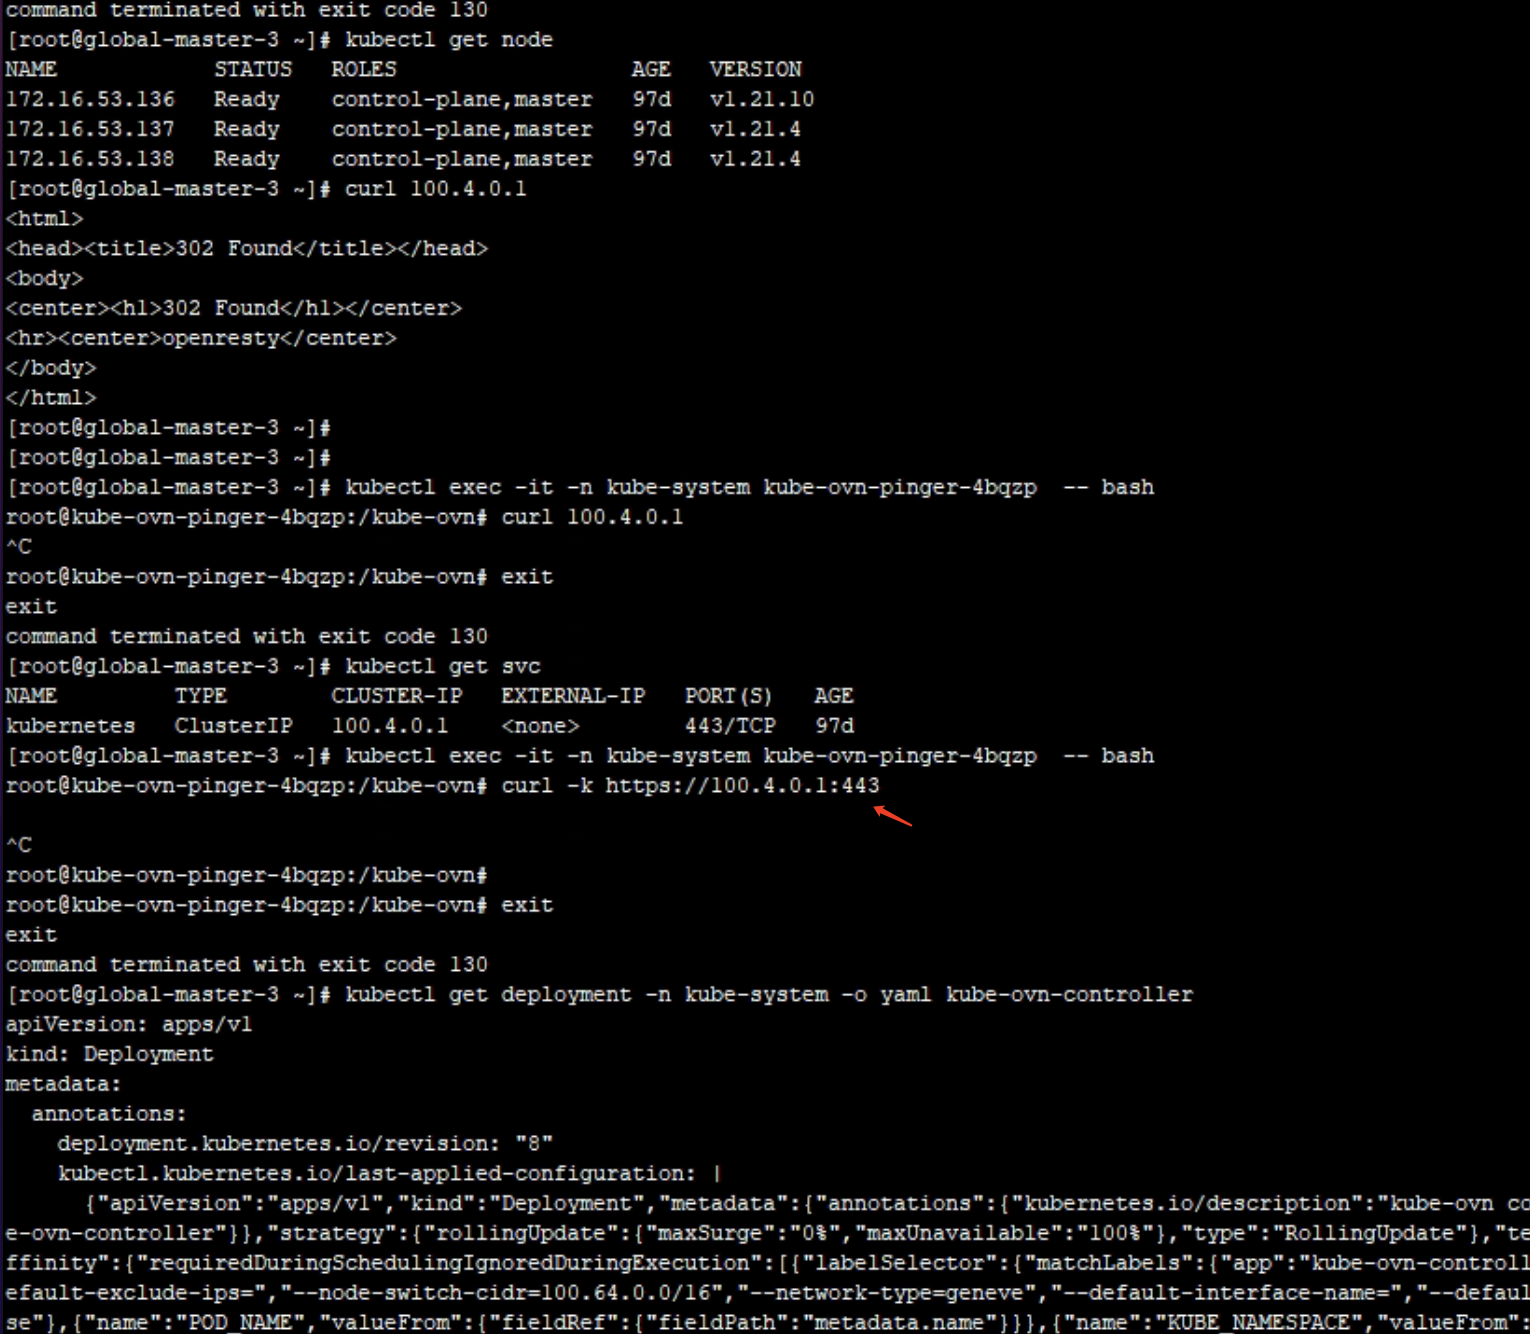 command terminated with exit code 130
[root@global-master-3 ~]# kubectl get node
NAME            STATUS   ROLES                  AGE   VERSION
172.16.53.136   Ready    control-plane,master   97d   v1.21.10
172.16.53.137   Ready    control-plane,master   97d   v1.21.4
172.16.53.138   Ready    control-plane,master   97d   v1.21.4
[root@global-master-3 ~]# curl 100.4.0.1
<html>
<head><title>302 Found</title></head>
<body>
<center><h1>302 Found</h1></center>
<hr><center>openresty</center>
</body>
</html>
[root@global-master-3 ~]#
[root@global-master-3 ~]#
[root@global-master-3 ~]# kubectl exec -it -n kube-system kube-ovn-pinger-4bqzp  -- bash
root@kube-ovn-pinger-4bqzp:/kube-ovn# curl 100.4.0.1
^C
root@kube-ovn-pinger-4bqzp:/kube-ovn# exit
exit
command terminated with exit code 130
[root@global-master-3 ~]# kubectl get svc
NAME         TYPE        CLUSTER-IP   EXTERNAL-IP   PORT(S)   AGE
kubernetes   ClusterIP   100.4.0.1    <none>        443/TCP   97d
[root@global-master-3 ~]# kubectl exec -it -n kube-system kube-ovn-pinger-4bqzp  -- bash
root@kube-ovn-pinger-4bqzp:/kube-ovn# curl -k https://100.4.0.1:443
^C
root@kube-ovn-pinger-4bqzp:/kube-ovn#
root@kube-ovn-pinger-4bqzp:/kube-ovn# exit
exit
command terminated with exit code 130
[root@global-master-3 ~]# kubectl get deployment -n kube-system -o yaml kube-ovn-controller
apiVersion: apps/v1
kind: Deployment
metadata:
  annotations:
    deployment.kubernetes.io/revision: "8"
    kubectl.kubernetes.io/last-applied-configuration: |
      {"apiVersion":"apps/v1","kind":"Deployment","metadata":{"annotations":{"kubernetes.io/description":"kube-ovn co
e-ovn-controller"}},"strategy":{"rollingUpdate":{"maxSurge":"0%","maxUnavailable":"100%"},"type":"RollingUpdate"},"te
ffinity":{"requiredDuringSchedulingIgnoredDuringExecution":[{"labelSelector":{"matchLabels":{"app":"kube-ovn-controll
efault-exclude-ips=","--node-switch-cidr=100.64.0.0/16","--network-type=geneve","--default-interface-name=","--defaul
se"},{"name":"POD_NAME","valueFrom":{"fieldRef":{"fieldPath":"metadata.name"}}},{"name":"KUBE_NAMESPACE","valueFrom":